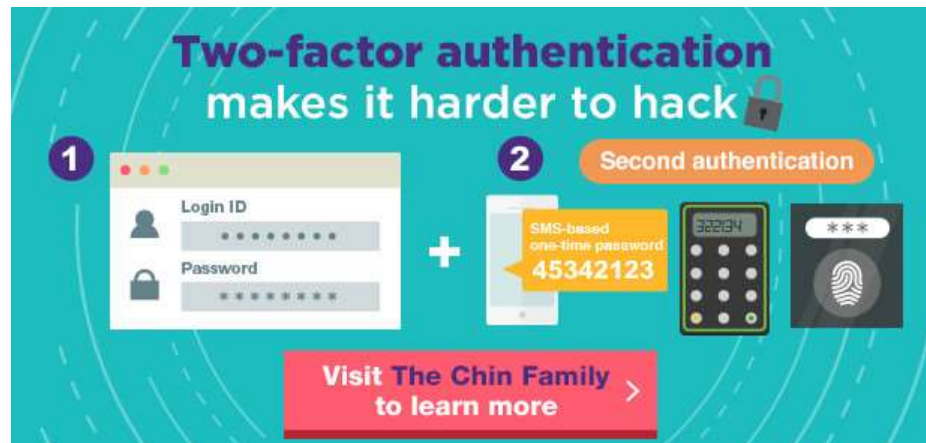 Two-factor authentication
makes it harder to hack
1
Login ID
••••••••
Password
********
+
2
Second authentication
SMS-based
one-time password
45342123
322134
***
Visit The Chin Family
to learn more